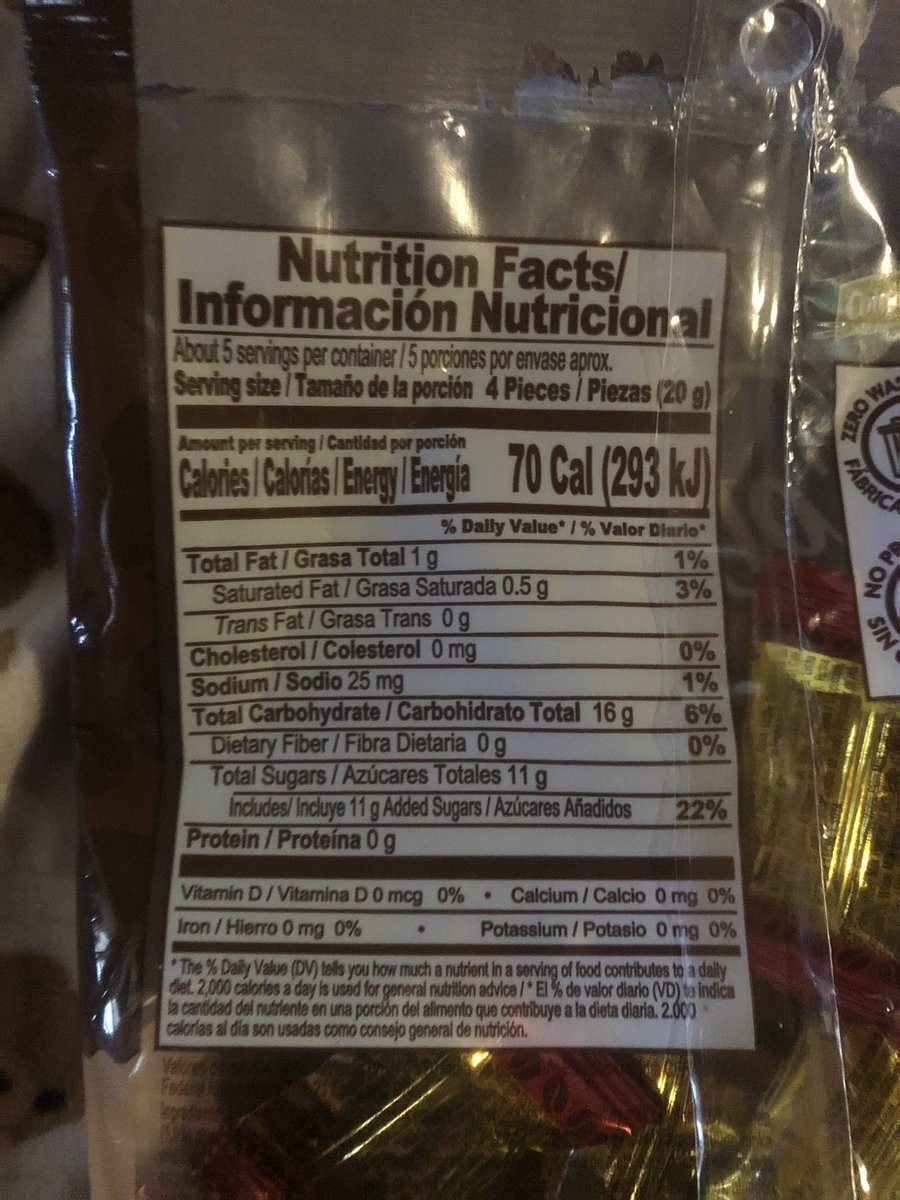 Nutrition Facts/
Información Nutricional
About 5 servings per container / 5 porciones por envase aprox.
Serving size / Tamaño de la porción 4 Pieces / Piezas (20 g)
Amount per serving / Cantidad por porción
Calories / Calorías / Energy / Energía 70 Cal (293 kJ)
% Daily Value* / % Valor Diario*
Total Fat / Grasa Total 1 g 1%
Saturated Fat / Grasa Saturada 0.5 g 3%
Trans Fat / Grasa Trans 0 g
Cholesterol / Colesterol 0 mg 0%
Sodium / Sodio 25 mg 1%
Total Carbohydrate / Carbohidrato Total 16 g 6%
Dietary Fiber / Fibra Dietaria 0 g 0%
Total Sugars / Azúcares Totales 11 g
Includes/ Incluye 11 g Added Sugars / Azúcares Añadidos 22%
Protein / Proteína 0 g
Vitamin D / Vitamina D 0 mcg 0% • Calcium / Calcio 0 mg 0%
Iron / Hierro 0 mg 0% • Potassium / Potasio 0 mg 0%
* The % Daily Value (DV) tells you how much a nutrient in a serving of food contributes to a daily
diet. 2,000 calories a day is used for general nutrition advice / * El % de valor diario (VD) to indica
la cantidad del nutriente en una porción del alimento que contribuye a la dieta diaria. 2.000
calorías al día son usadas como consejo general de nutrición.
ZERO WAS
FÁBRICA
NO PR
SIN